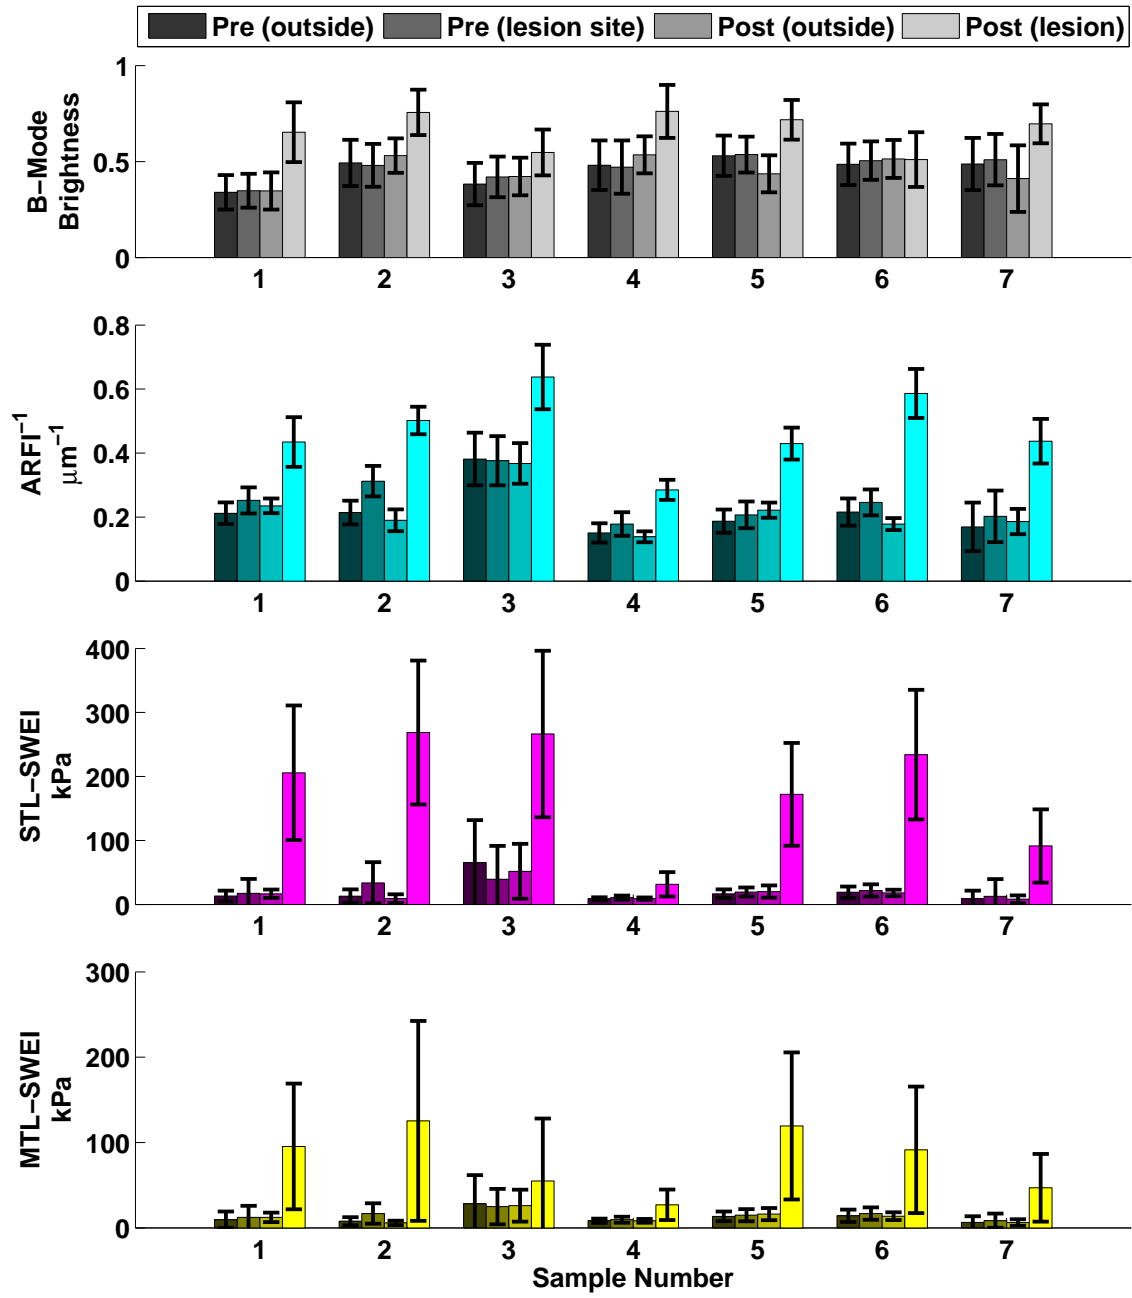 Pre (outside) Pre (lesion site) Post (outside) Post (lesion)
B−Mode
Brightness
1
0.5
0
1 2 3 4 5 6 7
ARFI⁻¹
μm⁻¹
0.8
0.6
0.4
0.2
0
1 2 3 4 5 6 7
STL−SWEI
kPa
400
300
200
100
0
1 2 3 4 5 6 7
MTL−SWEI
kPa
300
200
100
0
1 2 3 4 5 6 7
Sample Number